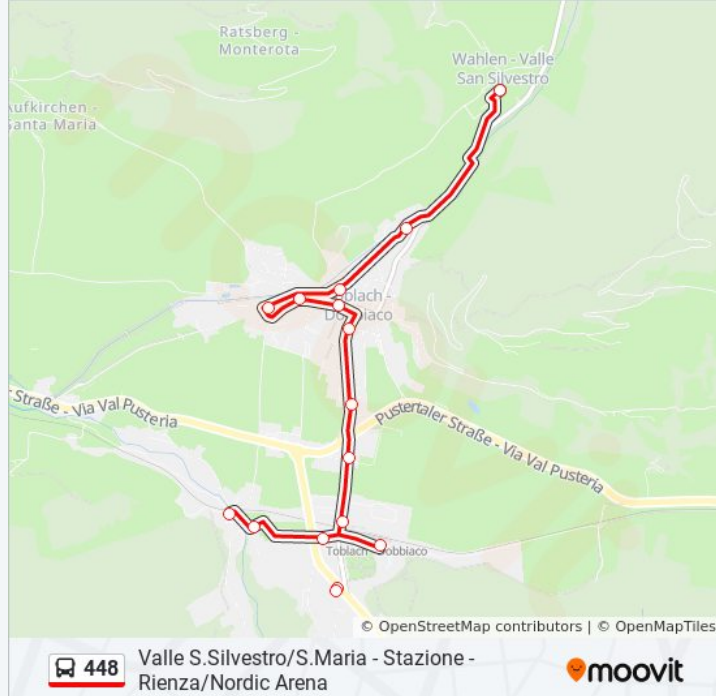 Ratsberg -
Monterota
Wahlen - Valle
San Silvestro
Aufkirchen -
Santa Maria
Toblach -
Dobbiaco
r Straße - Via Val Pusteria
Pustertaler Straße - Via Val Pusteria
Toblach - Dobbiaco
© OpenStreetMap contributors | © OpenMapTiles
448
Valle S.Silvestro/S.Maria - Stazione -
Rienza/Nordic Arena
moovit